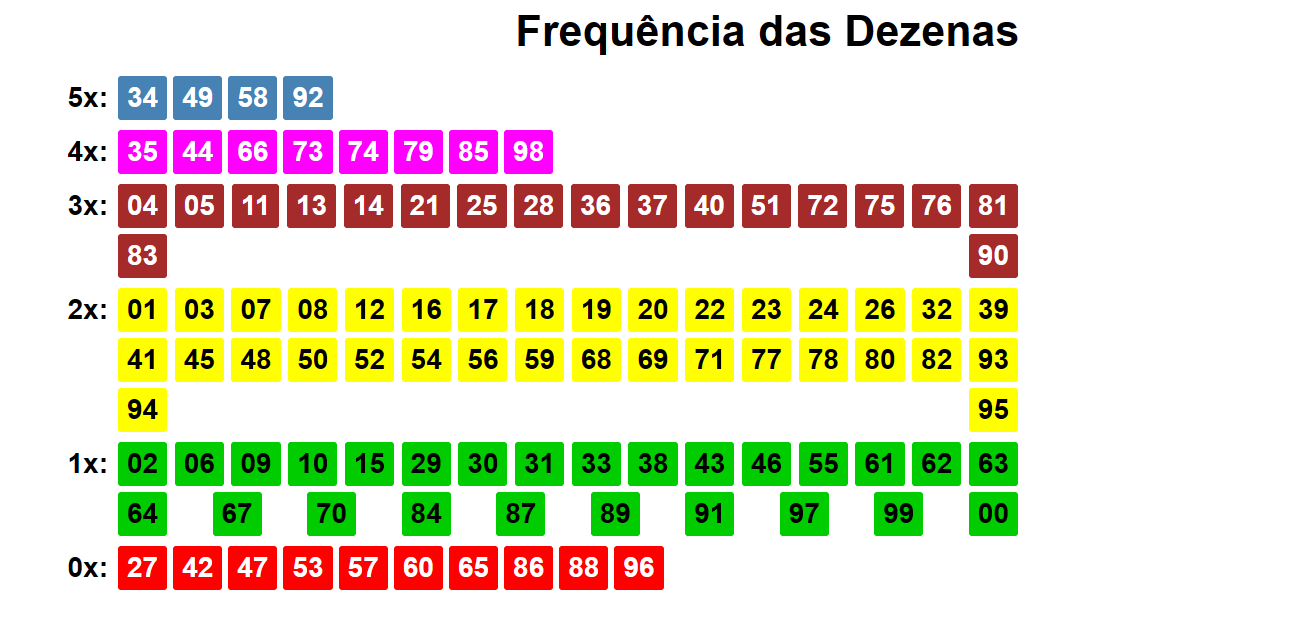 Frequência das Dezenas
5x: 34 49 58 92
4x: 35 44 66 73 74 79 85 98
3x: 04 05 11 13 14 21 25 28 36 37 40 51 72 75 76 81
83 90
2x: 01 03 07 08 12 16 17 18 19 20 22 23 24 26 32 39
41 45 48 50 52 54 56 59 68 69 71 77 78 80 82 93
94 95
1x: 02 06 09 10 15 29 30 31 33 38 43 46 55 61 62 63
64 67 70 84 87 89 91 97 99 00
0x: 27 42 47 53 57 60 65 86 88 96